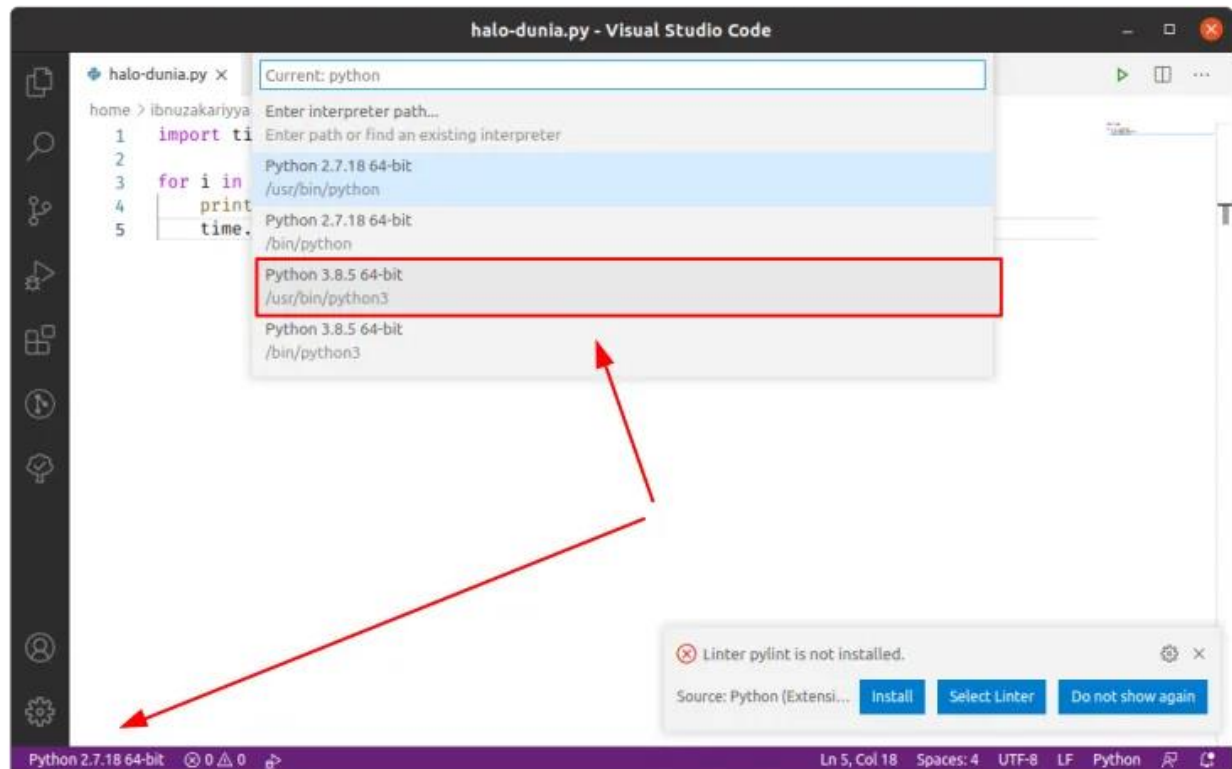 halo-dunia.py - Visual Studio Code
halo-dunia.py
Current: python
home > ibnuzakariyya
Enter interpreter path...
Enter path or find an existing interpreter
1 import ti
2
3 for i in
4 print
5 time.
Python 2.7.18 64-bit
/usr/bin/python
Python 2.7.18 64-bit
/bin/python
Python 3.8.5 64-bit
/usr/bin/python3
Python 3.8.5 64-bit
/bin/python3
Linter pylint is not installed.
Source: Python (Extensi... Install Select Linter Do not show again
Python 2.7.18 64-bit 0 0 Ln 5, Col 18 Spaces: 4 UTF-8 LF Python